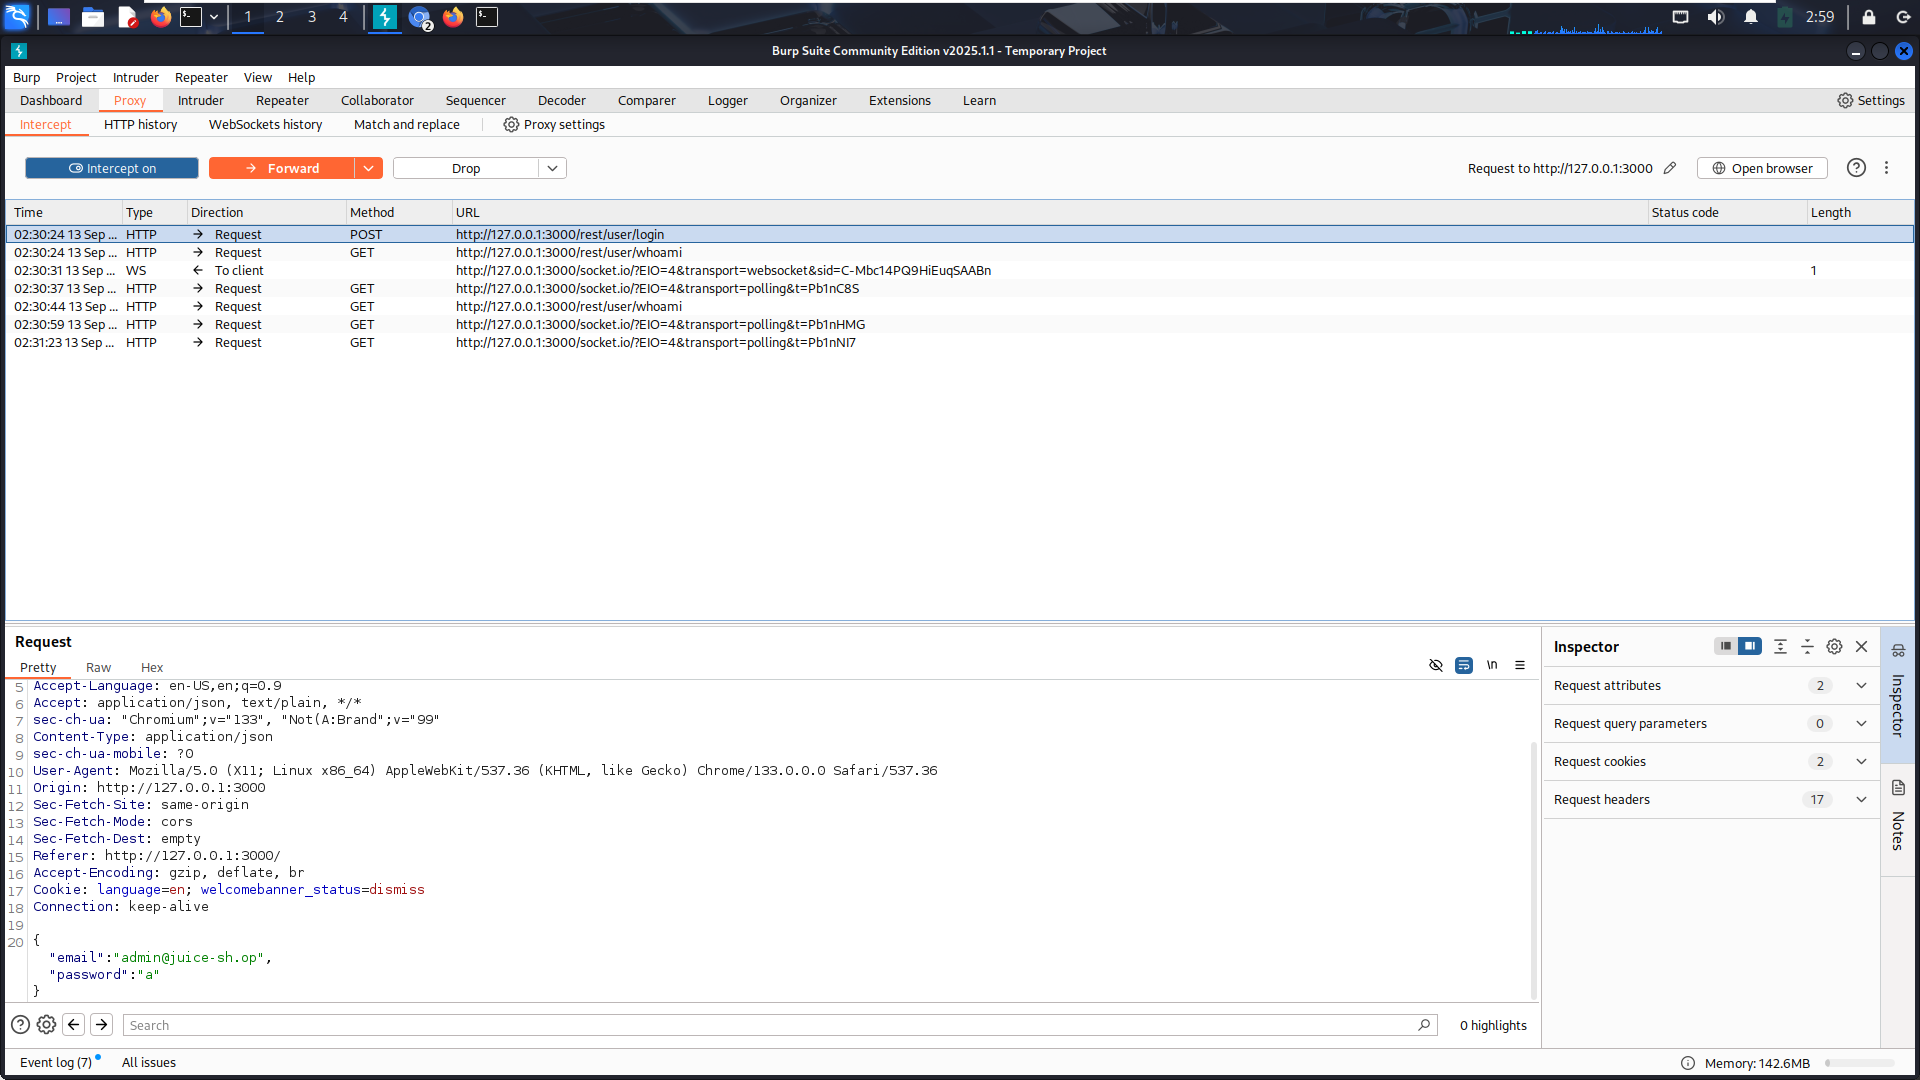 1 2 3 4 2 2:59
Burp Suite Community Edition v2025.1.1 - Temporary Project
Burp Project Intruder Repeater View Help
Dashboard Proxy Intruder Repeater Collaborator Sequencer Decoder Comparer Logger Organizer Extensions Learn Settings
Intercept HTTP history WebSockets history Match and replace Proxy settings
Intercept on Forward Drop Request to http://127.0.0.1:3000 Open browser
Time Type Direction Method URL Status code Length
02:30:24 13 Sep ... HTTP → Request POST http://127.0.0.1:3000/rest/user/login
02:30:24 13 Sep ... HTTP → Request GET http://127.0.0.1:3000/rest/user/whoami
02:30:31 13 Sep ... WS ← To client http://127.0.0.1:3000/socket.io/?EIO=4&transport=websocket&sid=C-Mbc14PQ9HiEuqSAABn 1
02:30:37 13 Sep ... HTTP → Request GET http://127.0.0.1:3000/socket.io/?EIO=4&transport=polling&t=Pb1nC8S
02:30:44 13 Sep ... HTTP → Request GET http://127.0.0.1:3000/rest/user/whoami
02:30:59 13 Sep ... HTTP → Request GET http://127.0.0.1:3000/socket.io/?EIO=4&transport=polling&t=Pb1nHMG
02:31:23 13 Sep ... HTTP → Request GET http://127.0.0.1:3000/socket.io/?EIO=4&transport=polling&t=Pb1nNI7
Request
Pretty Raw Hex \n
5 Accept-Language: en-US,en;q=0.9
6 Accept: application/json, text/plain, */*
7 sec-ch-ua: "Chromium";v="133", "Not(A:Brand";v="99"
8 Content-Type: application/json
9 sec-ch-ua-mobile: ?0
10 User-Agent: Mozilla/5.0 (X11; Linux x86_64) AppleWebKit/537.36 (KHTML, like Gecko) Chrome/133.0.0.0 Safari/537.36
11 Origin: http://127.0.0.1:3000
12 Sec-Fetch-Site: same-origin
13 Sec-Fetch-Mode: cors
14 Sec-Fetch-Dest: empty
15 Referer: http://127.0.0.1:3000/
16 Accept-Encoding: gzip, deflate, br
17 Cookie: language=en; welcomebanner_status=dismiss
18 Connection: keep-alive
19
20 {
"email":"admin@juice-sh.op",
"password":"a"
}
Search 0 highlights
Inspector
Request attributes 2
Request query parameters 0
Request cookies 2
Request headers 17
Inspector
Notes
Event log (7) All issues Memory: 142.6MB